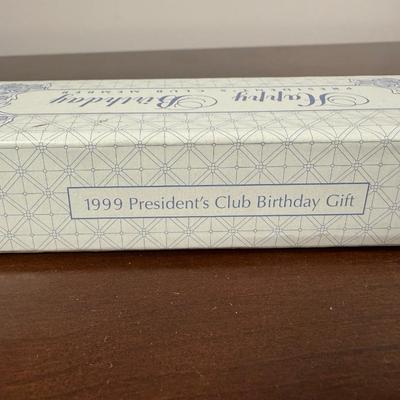 Happy Birthday
PRESIDENT'S CLUB MEMBER
1999 President's Club Birthday Gift